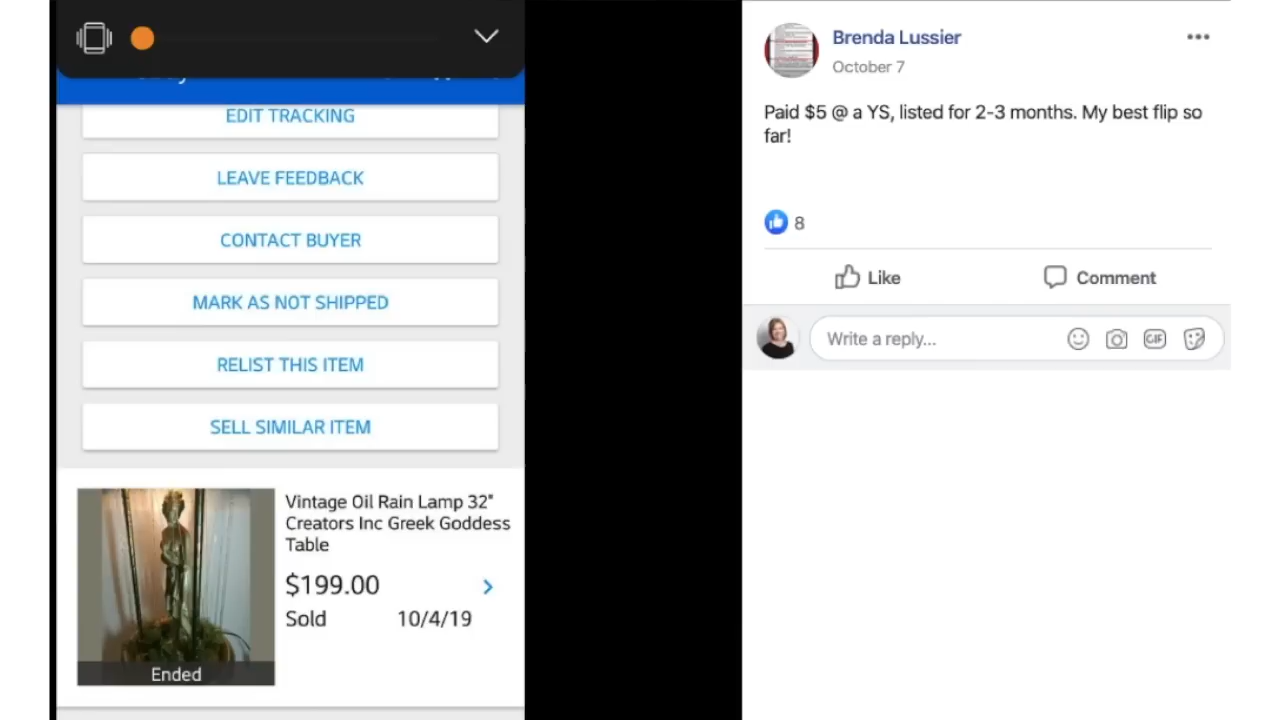 EDIT TRACKING
LEAVE FEEDBACK
CONTACT BUYER
MARK AS NOT SHIPPED
RELIST THIS ITEM
SELL SIMILAR ITEM
Vintage Oil Rain Lamp 32"
Creators Inc Greek Goddess
Table
$199.00
Sold 10/4/19
Ended
Brenda Lussier
October 7
Paid $5 @ a YS, listed for 2-3 months. My best flip so
far!
8
Like Comment
Write a reply...
GIF